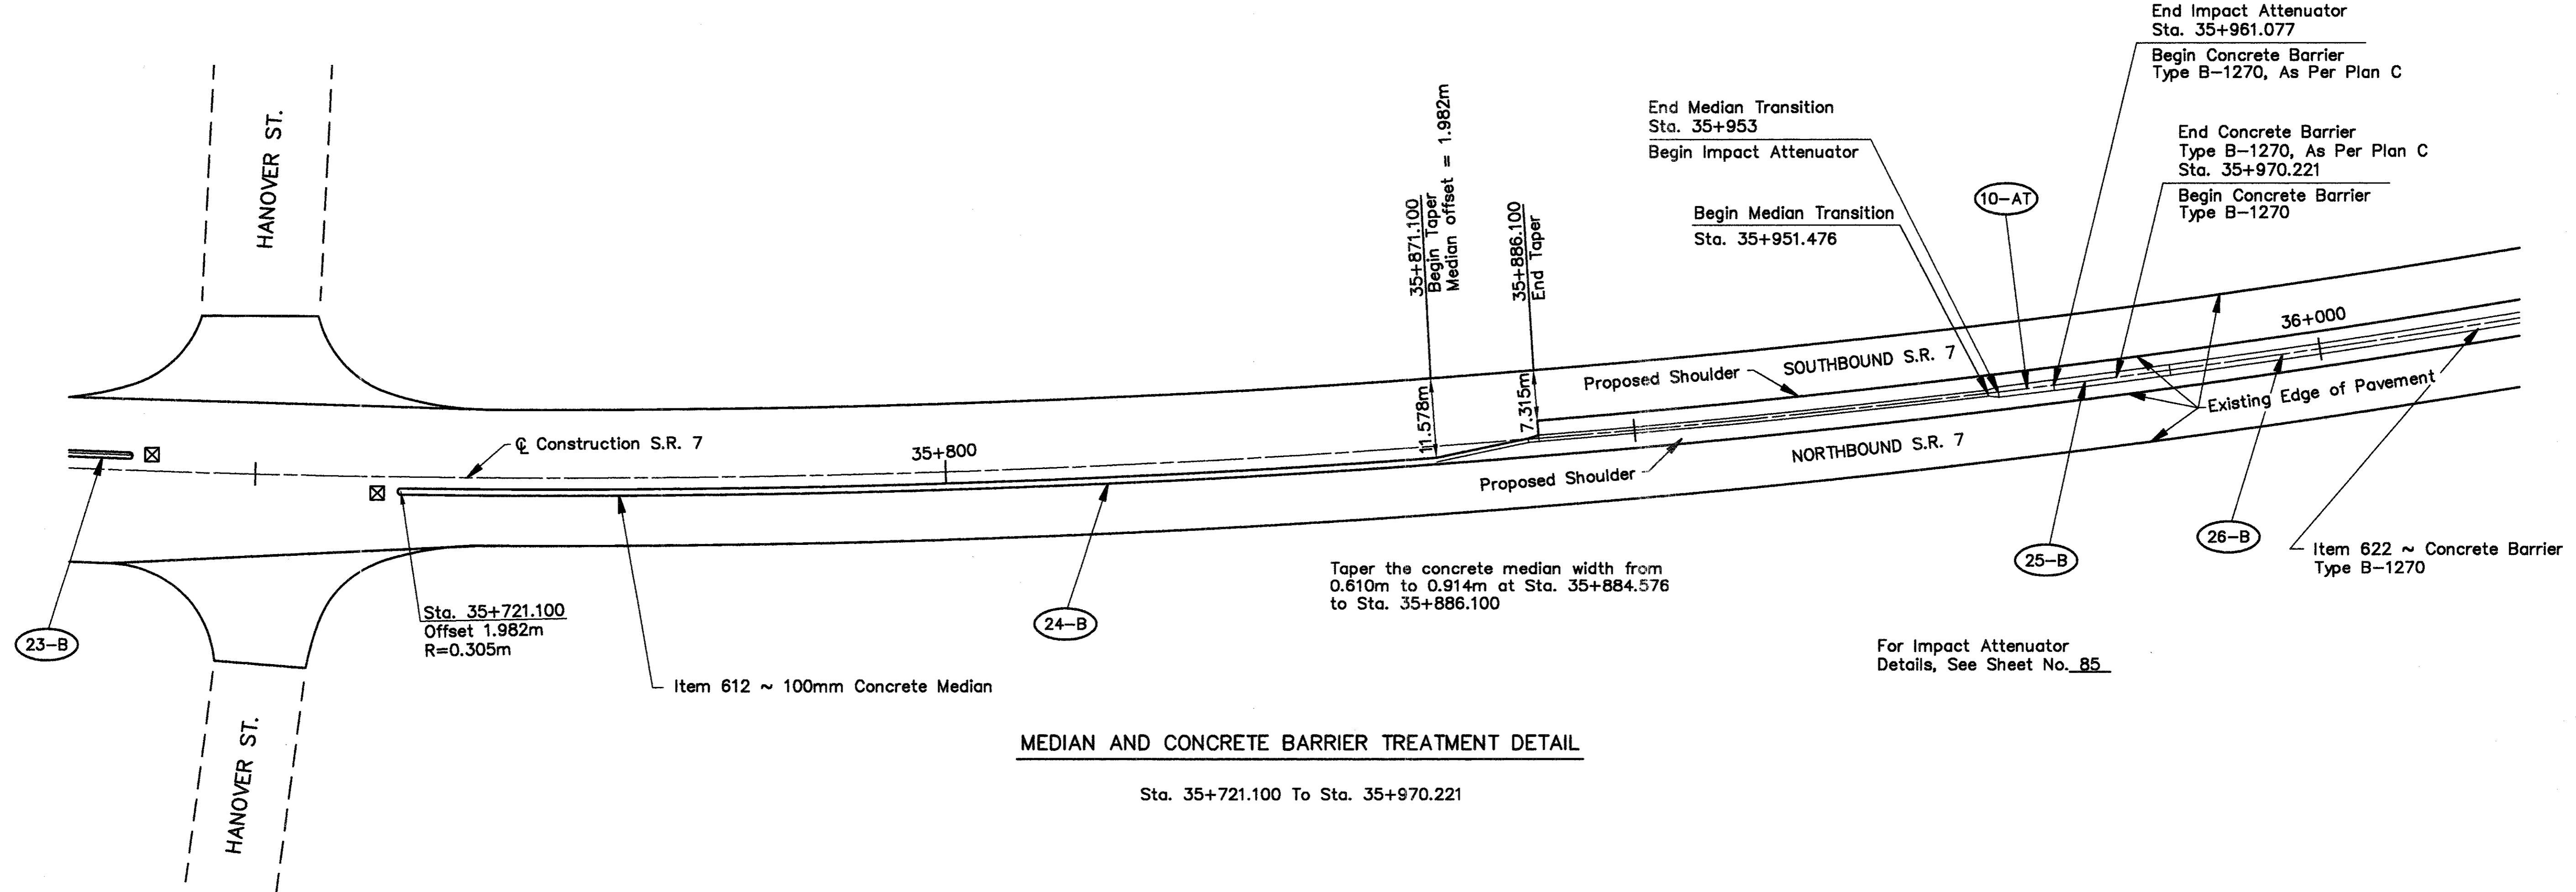 End Impact Attenuator
Sta. 35+961.077
Begin Concrete Barrier
Type B-1270, As Per Plan C
End Median Transition
Sta. 35+953
Begin Impact Attenuator
End Concrete Barrier
Type B-1270, As Per Plan C
Sta. 35+970.221
Begin Concrete Barrier
Type B-1270
Begin Median Transition
Sta. 35+951.476
10-AT
HANOVER ST.
35+871.100
Begin Taper
Median offset = 1.982m
35+886.100
End Taper
11.578m
7.315m
Proposed Shoulder
SOUTHBOUND S.R. 7
36+000
Existing Edge of Pavement
℄ Construction S.R. 7
35+800
NORTHBOUND S.R. 7
Proposed Shoulder
23-B
Sta. 35+721.100
Offset 1.982m
R=0.305m
24-B
Taper the concrete median width from
0.610m to 0.914m at Sta. 35+884.576
to Sta. 35+886.100
25-B
26-B
Item 622 ~ Concrete Barrier
Type B-1270
Item 612 ~ 100mm Concrete Median
For Impact Attenuator
Details, See Sheet No. 85
HANOVER ST.
MEDIAN AND CONCRETE BARRIER TREATMENT DETAIL
Sta. 35+721.100 To Sta. 35+970.221